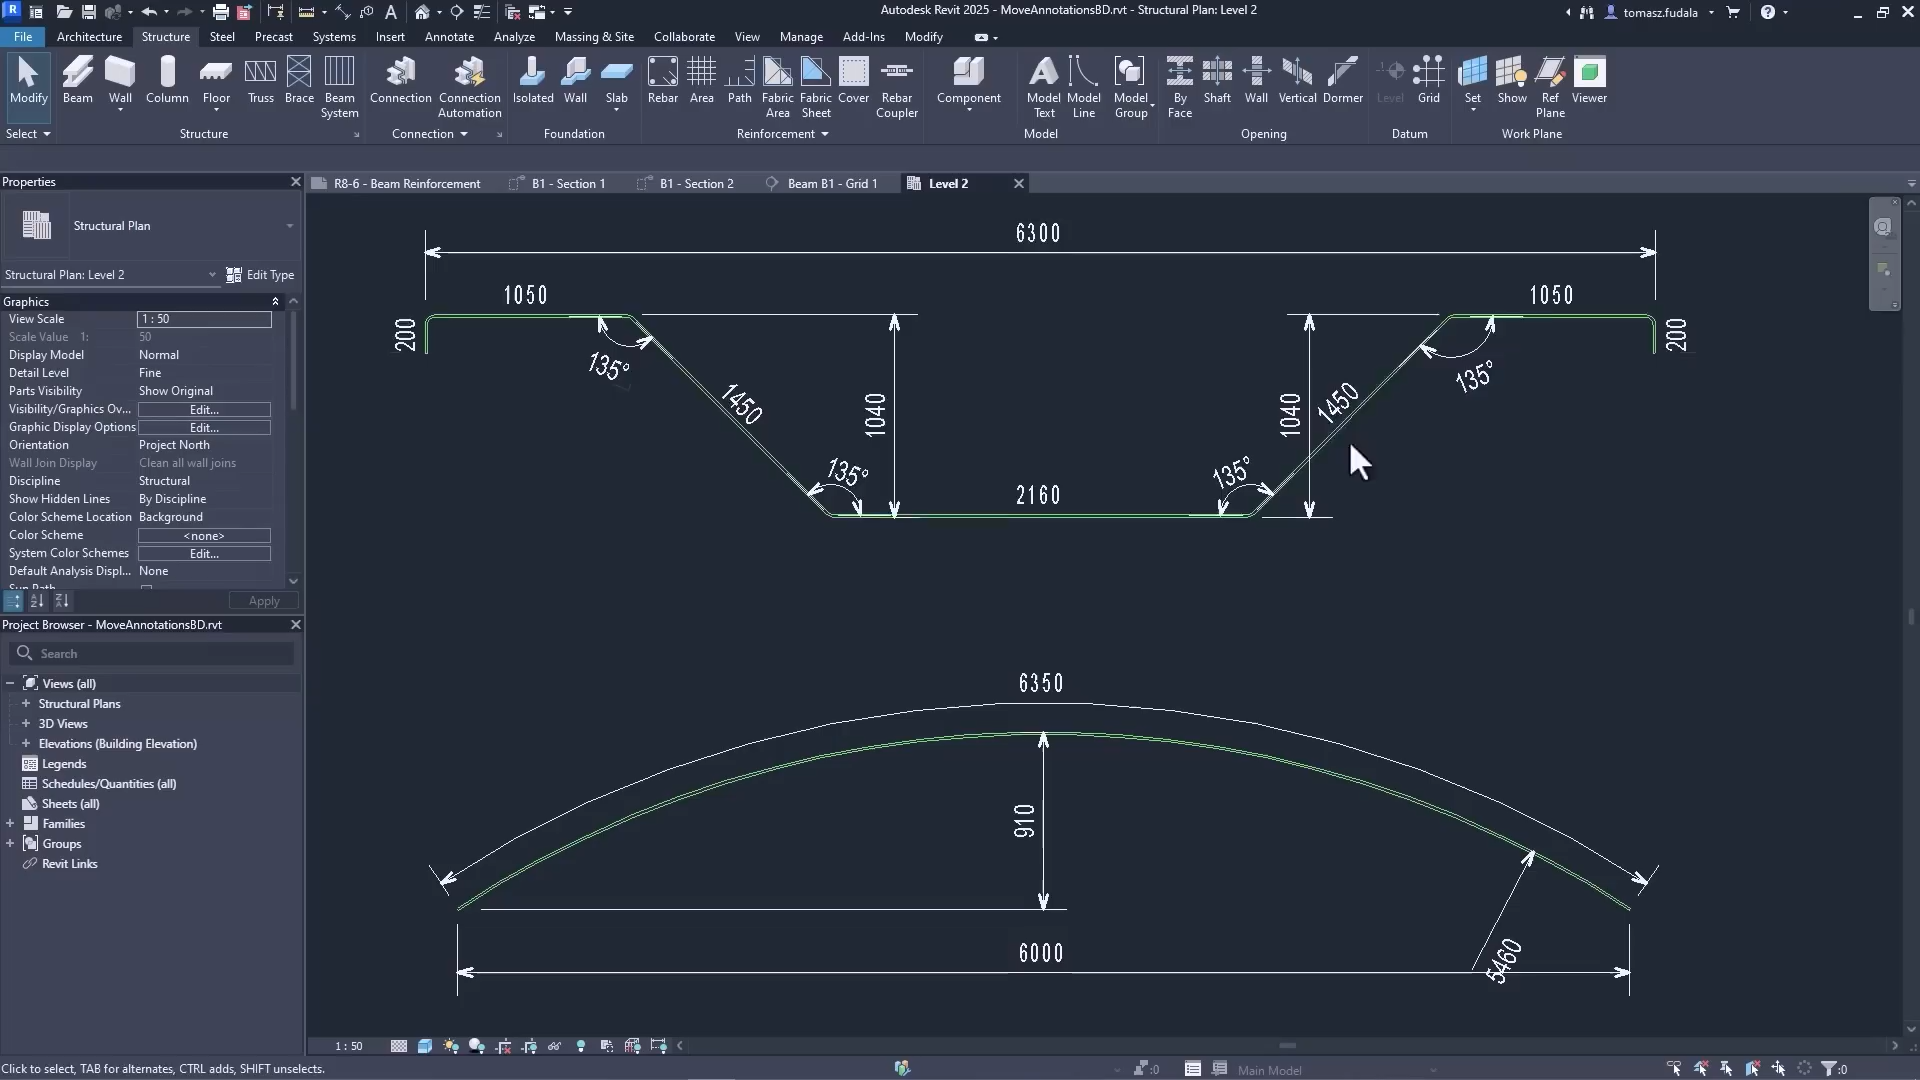 Autodesk Revit 2025 - MoveAnnotationsBD.rvt - Structural Plan: Level 2
tomasz.fudala
File Architecture Structure Steel Precast Systems Insert Annotate Analyze Massing & Site Collaborate View Manage Add-Ins Modify
Modify Beam Wall Column Floor Truss Brace Beam System Connection Connection Automation Isolated Wall Slab Rebar Area Path Fabric Area Fabric Sheet Cover Rebar Coupler Component Model Text Model Line Model Group By Face Shaft Wall Vertical Dormer Level Grid Set Show Ref Plane Viewer
Select Structure Connection Foundation Reinforcement Model Opening Datum Work Plane
Properties
Structural Plan
Structural Plan: Level 2 Edit Type
Graphics
View Scale 1 : 50
Scale Value 1: 50
Display Model Normal
Detail Level Fine
Parts Visibility Show Original
Visibility/Graphics Ov... Edit...
Graphic Display Options Edit...
Orientation Project North
Wall Join Display Clean all wall joins
Discipline Structural
Show Hidden Lines By Discipline
Color Scheme Location Background
Color Scheme <none>
System Color Schemes Edit...
Default Analysis Displ... None
Apply
Project Browser - MoveAnnotationsBD.rvt
Search
Views (all)
Structural Plans
3D Views
Elevations (Building Elevation)
Legends
Schedules/Quantities (all)
Sheets (all)
Families
Groups
Revit Links
R8-6 - Beam Reinforcement B1 - Section 1 B1 - Section 2 Beam B1 - Grid 1 Level 2
6300
1050 1050
200 200
135° 135°
1450 1040 1040 1450
135° 135°
2160
6350
910
6000 5460
1 : 50
Click to select, TAB for alternates, CTRL adds, SHIFT unselects.
:0 Main Model :0